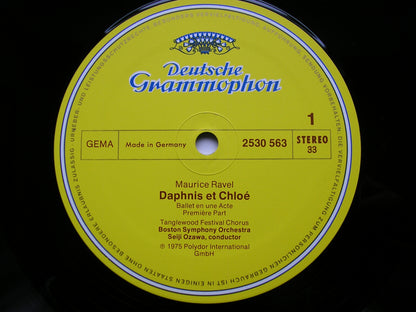 Deutsche
Grammophon
1
GEMA
Made in Germany
2530 563
STEREO
33
Maurice Ravel
Daphnis et Chloé
Ballet en une Acte
Première Part
Tanglewood Festival Chorus
Boston Symphony Orchestra
Seiji Ozawa, conductor
℗ 1975 Polydor International
GmbH